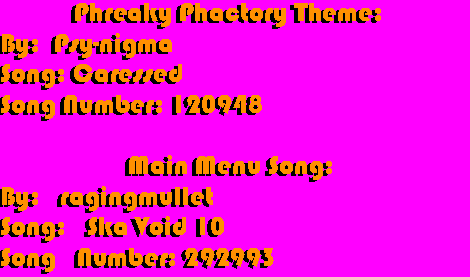 Phreaky Phactory Theme:
By: Psy-nigma
Song: Caressed
Song Number: 120948
Main Menu Song:
By: ragingmullet
Song: Ska Void 10
Song Number: 292993